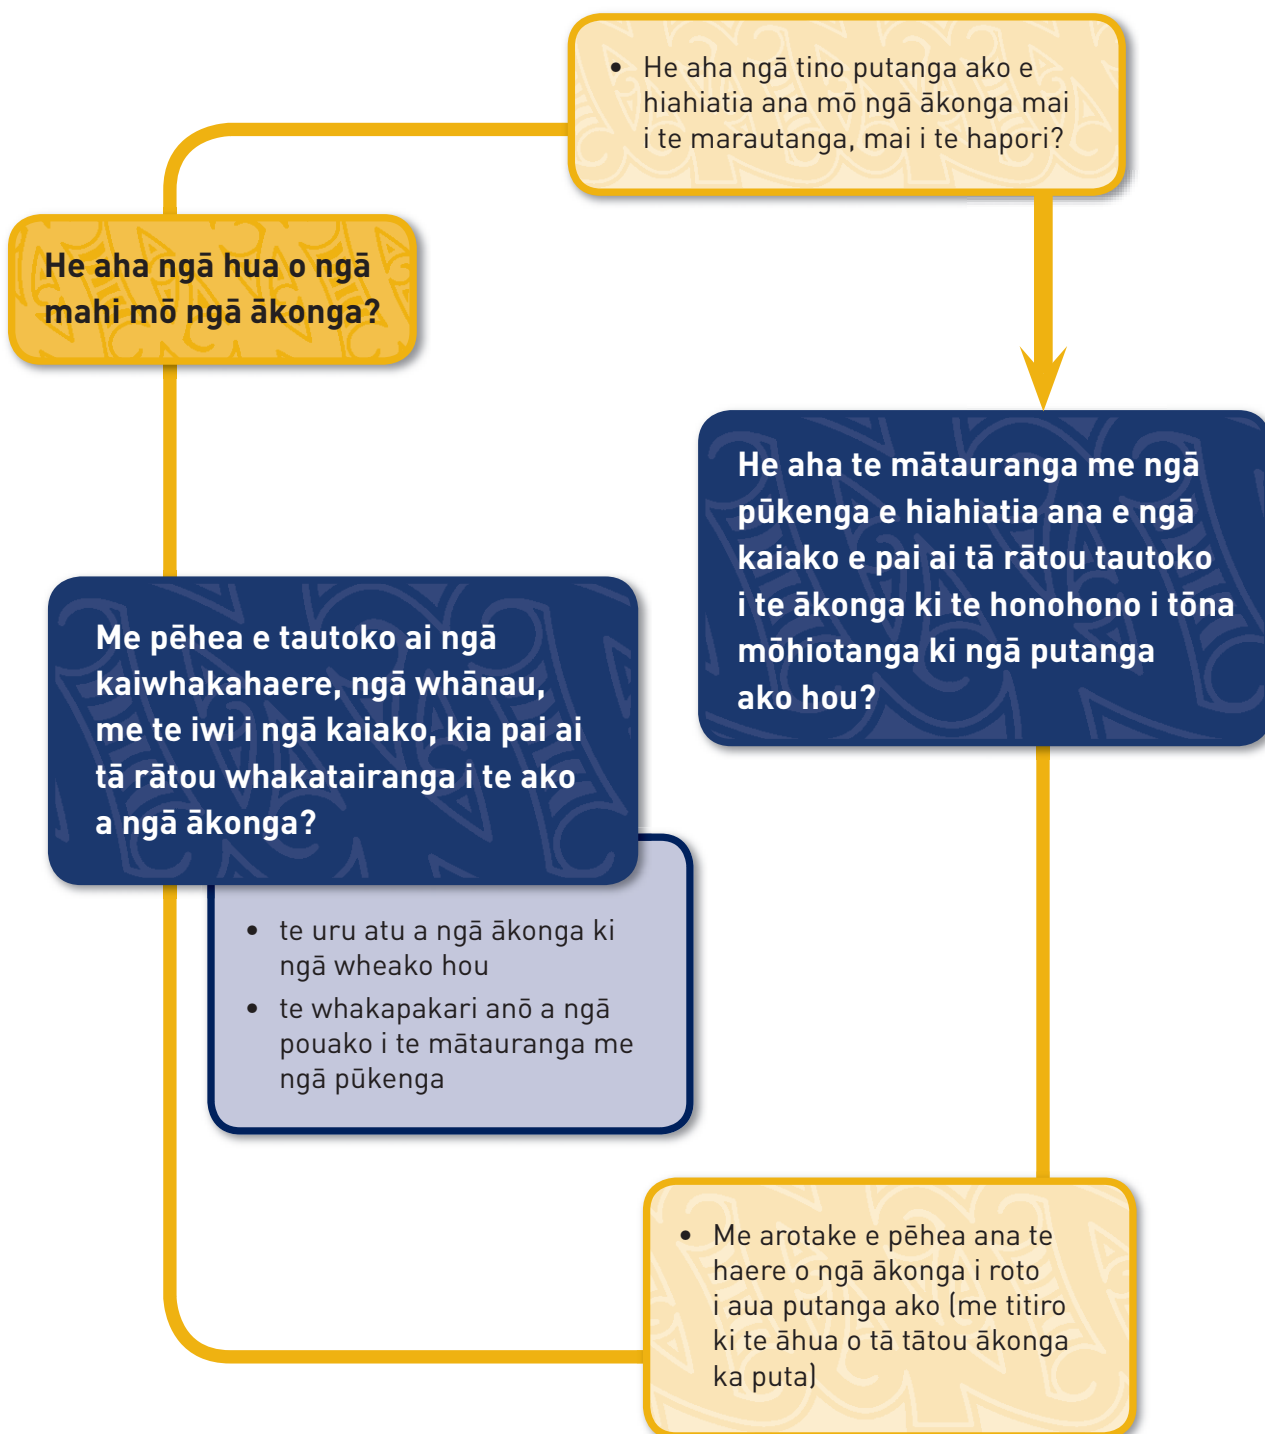 • He aha ngā tino putanga ako e
hiahiatia ana mō ngā ākonga mai
i te marautanga, mai i te hapori?
He aha ngā hua o ngā
mahi mō ngā ākonga?
He aha te mātauranga me ngā
pūkenga e hiahiatia ana e ngā
kaiako e pai ai tā rātou tautoko
i te ākonga ki te honohono i tōna
mōhiotanga ki ngā putanga
ako hou?
Me pēhea e tautoko ai ngā
kaiwhakahaere, ngā whānau,
me te iwi i ngā kaiako, kia pai ai
tā rātou whakatairanga i te ako
a ngā ākonga?
• te uru atu a ngā ākonga ki
ngā wheako hou
• te whakapakari anō a ngā
pouako i te mātauranga me
ngā pūkenga
• Me arotake e pēhea ana te
haere o ngā ākonga i roto
i aua putanga ako (me titiro
ki te āhua o tā tātou ākonga
ka puta)